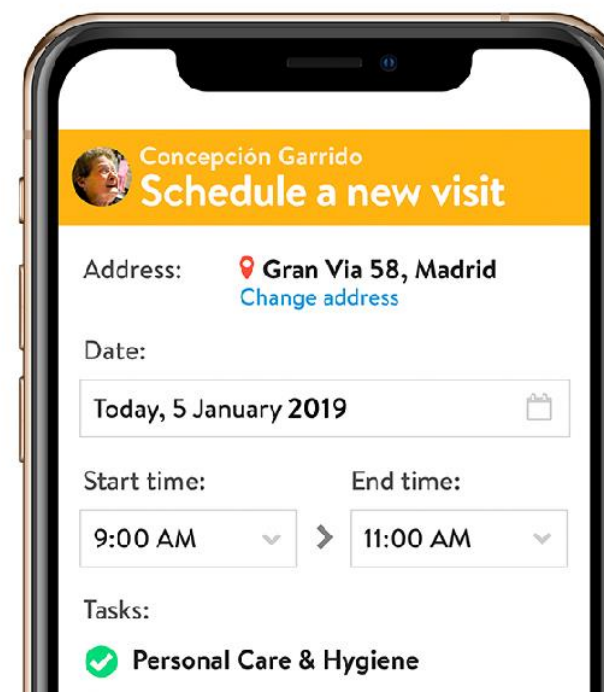 Concepción Garrido
Schedule a new visit
Address: Gran Via 58, Madrid
Change address
Date:
Today, 5 January 2019
Start time: End time:
9:00 AM 11:00 AM
Tasks:
Personal Care & Hygiene